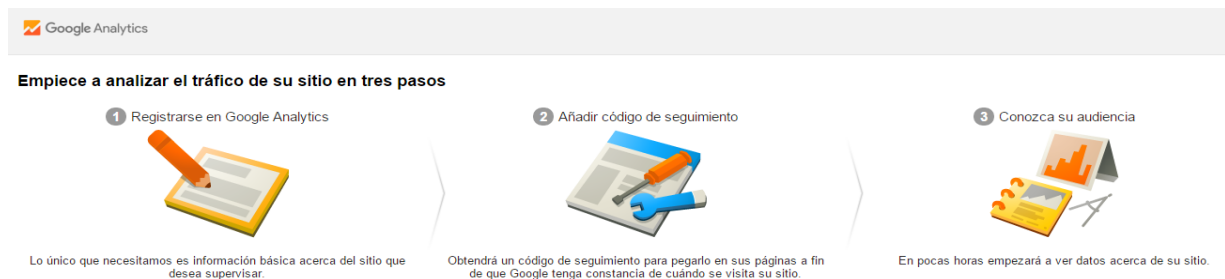 Google Analytics
Empiece a analizar el tráfico de su sitio en tres pasos
1 Registrarse en Google Analytics
2 Añadir código de seguimiento
3 Conozca su audiencia
Lo único que necesitamos es información básica acerca del sitio que
desea supervisar.
Obtendrá un código de seguimiento para pegarlo en sus páginas a fin
de que Google tenga constancia de cuándo se visita su sitio.
En pocas horas empezará a ver datos acerca de su sitio.